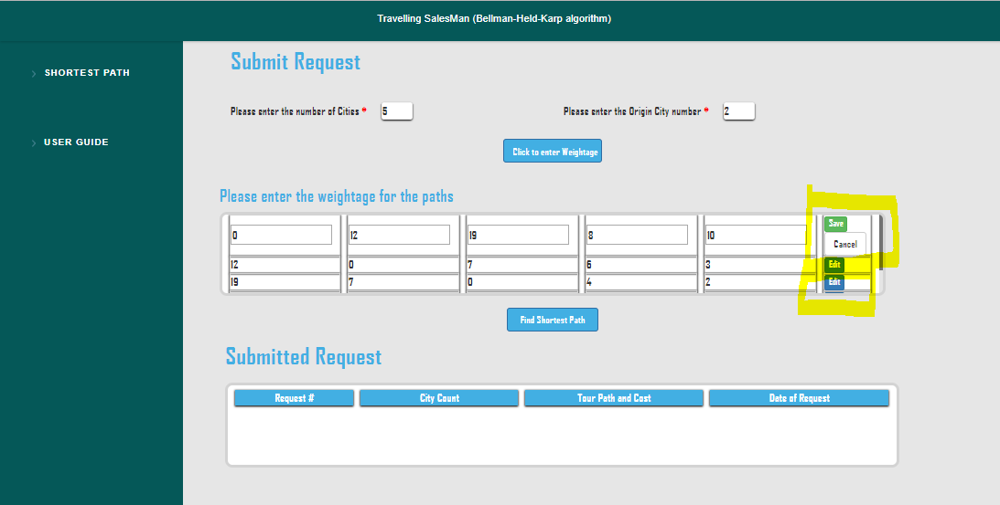 Travelling SalesMan (Bellman-Held-Karp algorithm)
SHORTEST PATH
USER GUIDE
Submit Request
Please enter the number of Cities * 5 Please enter the Origin City number * 2
Click to enter Weightage
Please enter the weightage for the paths
0 12 19 8 10 Save
Cancel
12 0 7 6 3 Edit
19 7 0 4 2 Edit
Find Shortest Path
Submitted Request
Request # City Count Tour Path and Cost Date of Request